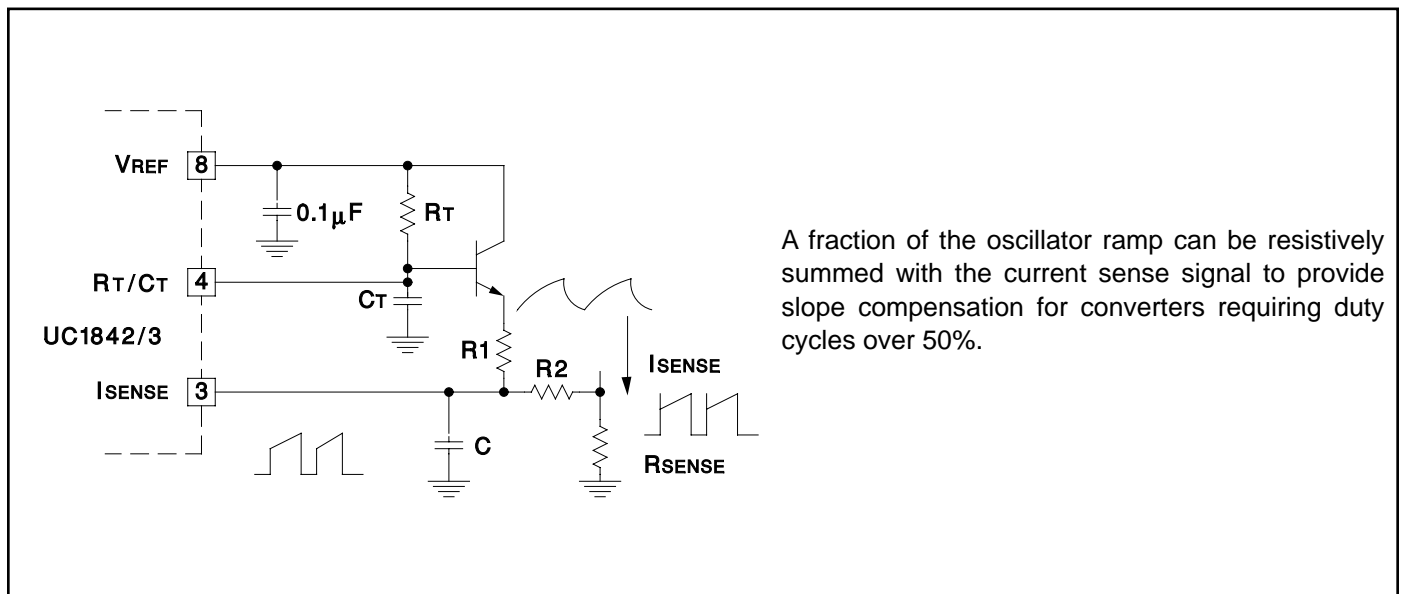 VREF
8
0.1µF
RT
RT/CT
4
CT
UC1842/3
R1
R2
ISENSE
ISENSE
3
C
RSENSE
A fraction of the oscillator ramp can be resistively
summed with the current sense signal to provide
slope compensation for converters requiring duty
cycles over 50%.